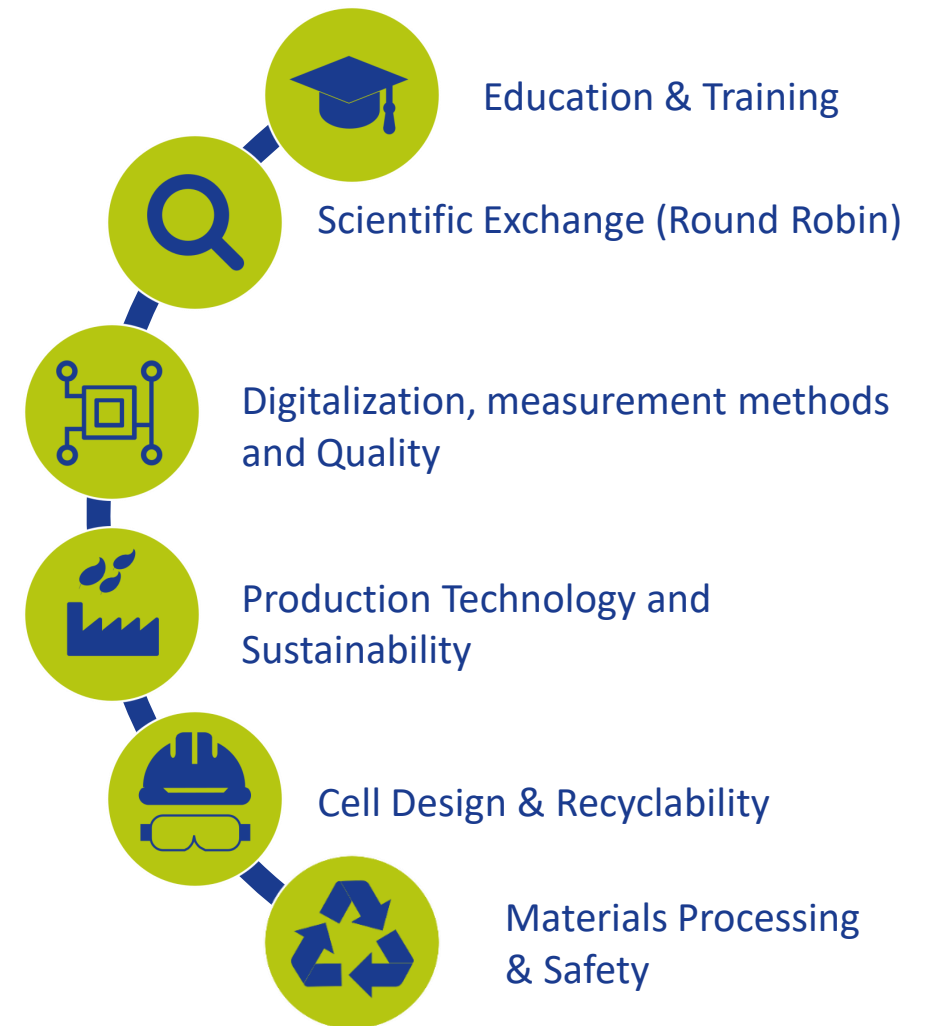 Education & Training
Scientific Exchange (Round Robin)
Digitalization, measurement methods
and Quality
Production Technology and
Sustainability
Cell Design & Recyclability
Materials Processing
& Safety